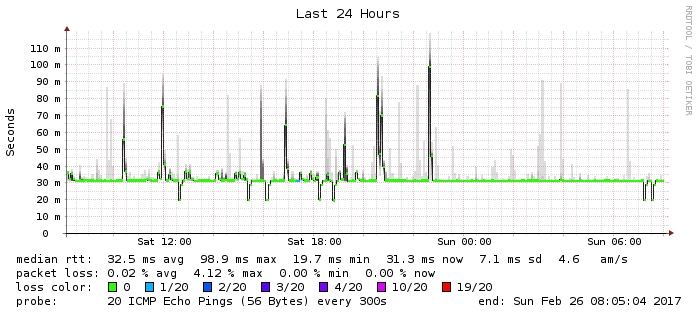 Last 24 Hours
RRDTOOL / TOBI OETIKER
Seconds
110 m
100 m
90 m
80 m
70 m
60 m
50 m
40 m
30 m
20 m
10 m
0
Sat 12:00 Sat 18:00 Sun 00:00 Sun 06:00
median rtt: 32.5 ms avg 98.9 ms max 19.7 ms min 31.3 ms now 7.1 ms sd 4.6 am/s
packet loss: 0.02 % avg 4.12 % max 0.00 % min 0.00 % now
loss color: 0 1/20 2/20 3/20 4/20 10/20 19/20
probe: 20 ICMP Echo Pings (56 Bytes) every 300s end: Sun Feb 26 08:05:04 2017